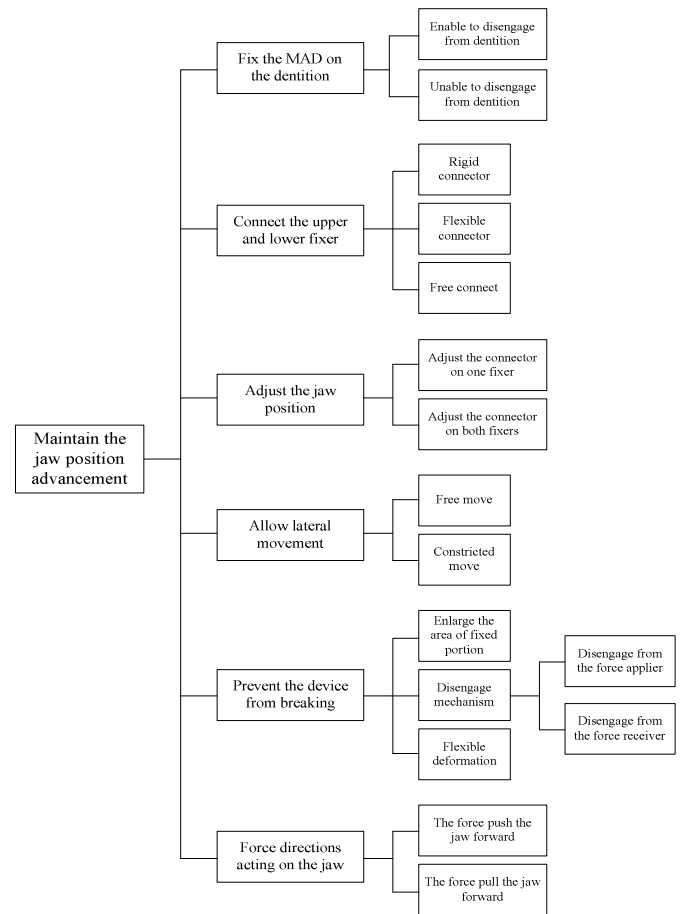 Maintain the
jaw position
advancement
Fix the MAD on
the dentition
Enable to disengage
from dentition
Unable to disengage
from dentition
Connect the upper
and lower fixer
Rigid
connector
Flexible
connector
Free connect
Adjust the jaw
position
Adjust the connector
on one fixer
Adjust the connector
on both fixers
Allow lateral
movement
Free move
Constricted
move
Prevent the device
from breaking
Enlarge the
area of fixed
portion
Disengage
mechanism
Disengage from
the force applier
Disengage from
the force receiver
Flexible
deformation
Force directions
acting on the jaw
The force push the
jaw forward
The force pull the jaw
forward